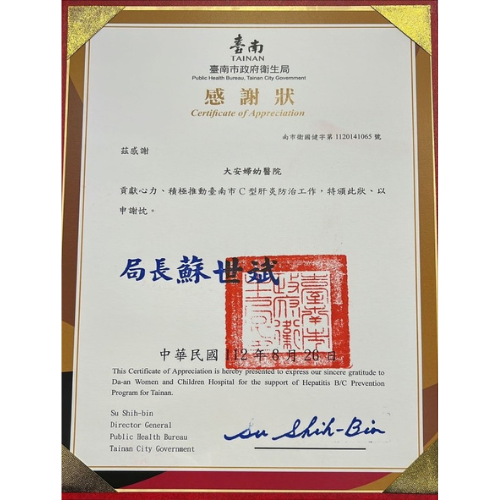 臺南
TAINAN
臺南市政府衛生局
Public Health Bureau, Tainan City Government
感謝狀
Certificate of Appreciation
南市衛國健字第 1120141065 號
茲感謝
大安婦幼醫院
貢獻心力、積極推動臺南市C型肝炎防治工作,特頒此狀、以
申謝忱。
局長蘇世斌
中華民國 112 年 8 月 26 日
This Certificate of Appreciation is hereby presented to express our sincere gratitude to
Da-an Women and Children Hospital for the support of Hepatitis B/C Prevention
Program for Tainan.
Su Shih-bin
Director General
Public Health Bureau
Tainan City Government
Su Shih-Bin